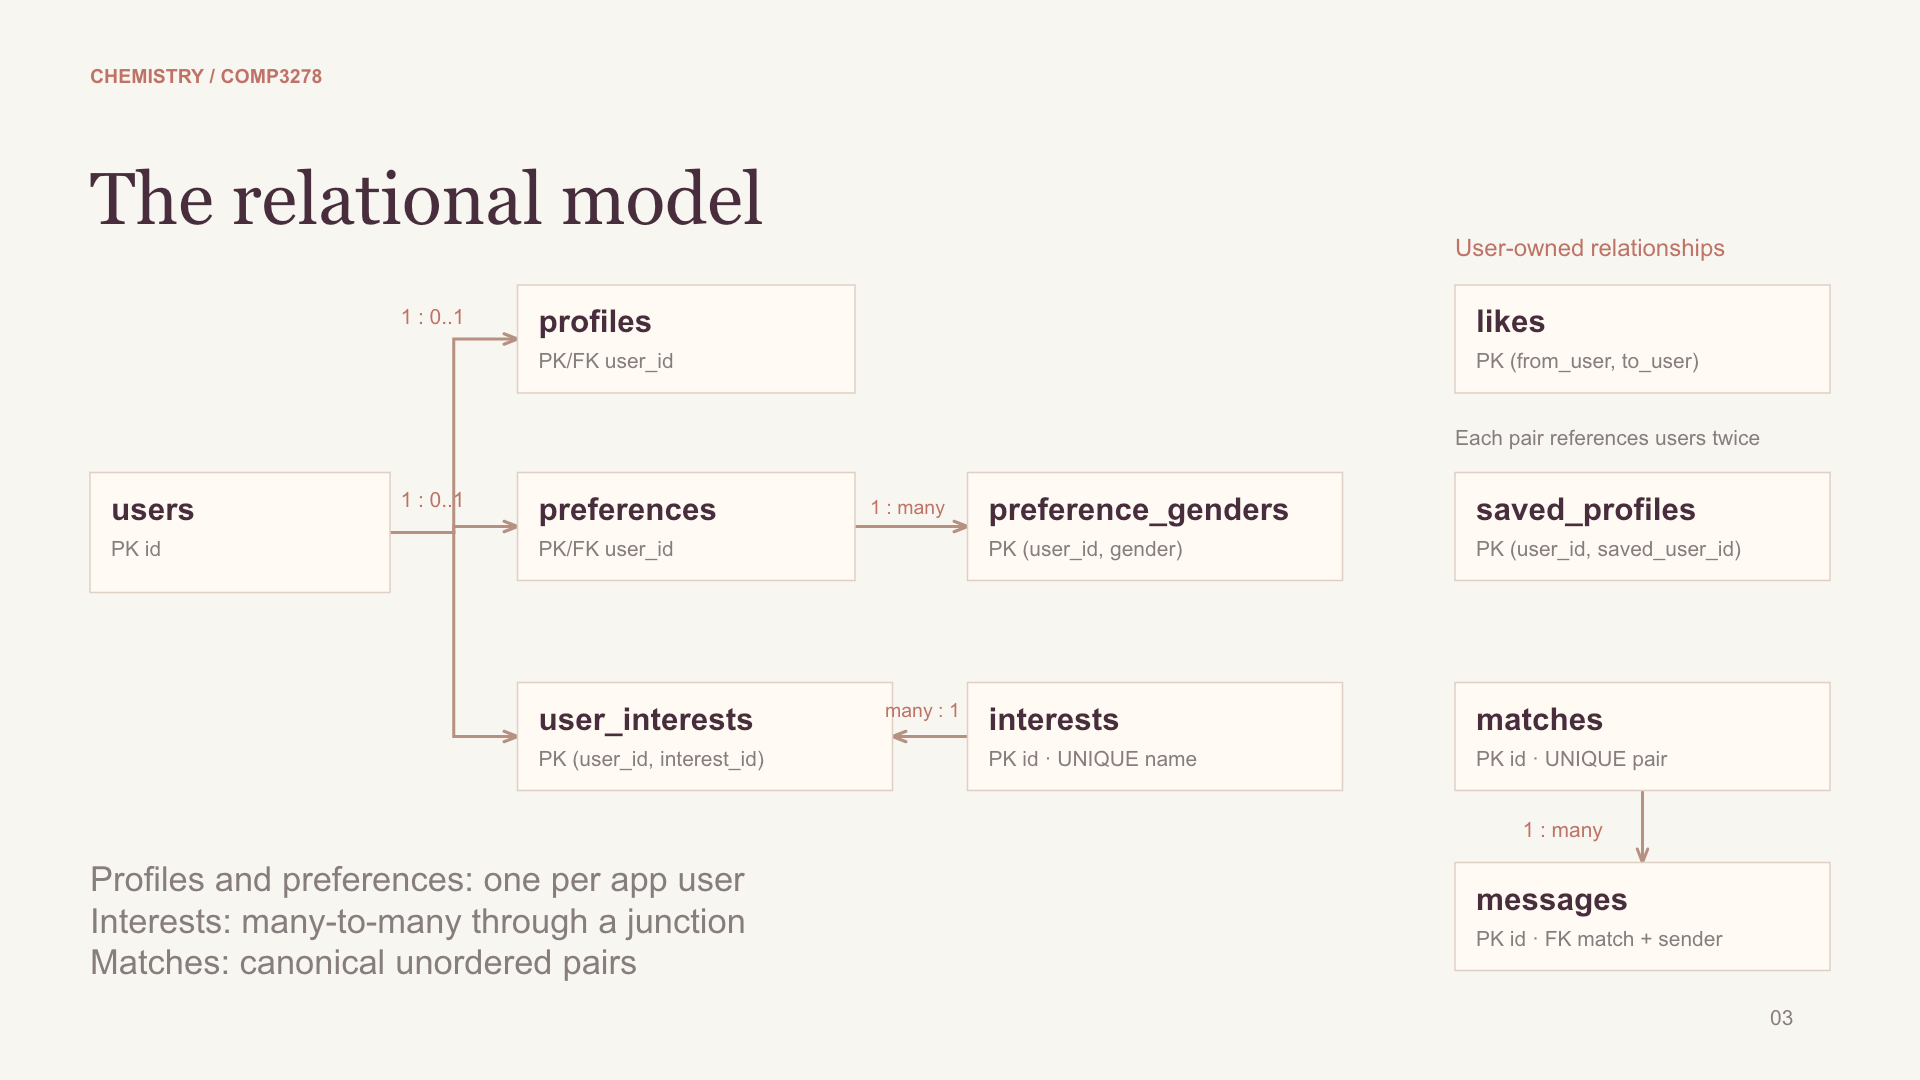 CHEMISTRY / COMP3278
The relational model
User-owned relationships
1 : 0..1
profiles
PK/FK user_id
likes
PK (from_user, to_user)
Each pair references users twice
users
PK id
1 : 0..1
preferences
PK/FK user_id
1 : many
preference_genders
PK (user_id, gender)
saved_profiles
PK (user_id, saved_user_id)
user_interests
PK (user_id, interest_id)
many : 1
interests
PK id · UNIQUE name
matches
PK id · UNIQUE pair
1 : many
messages
PK id · FK match + sender
Profiles and preferences: one per app user
Interests: many-to-many through a junction
Matches: canonical unordered pairs
03